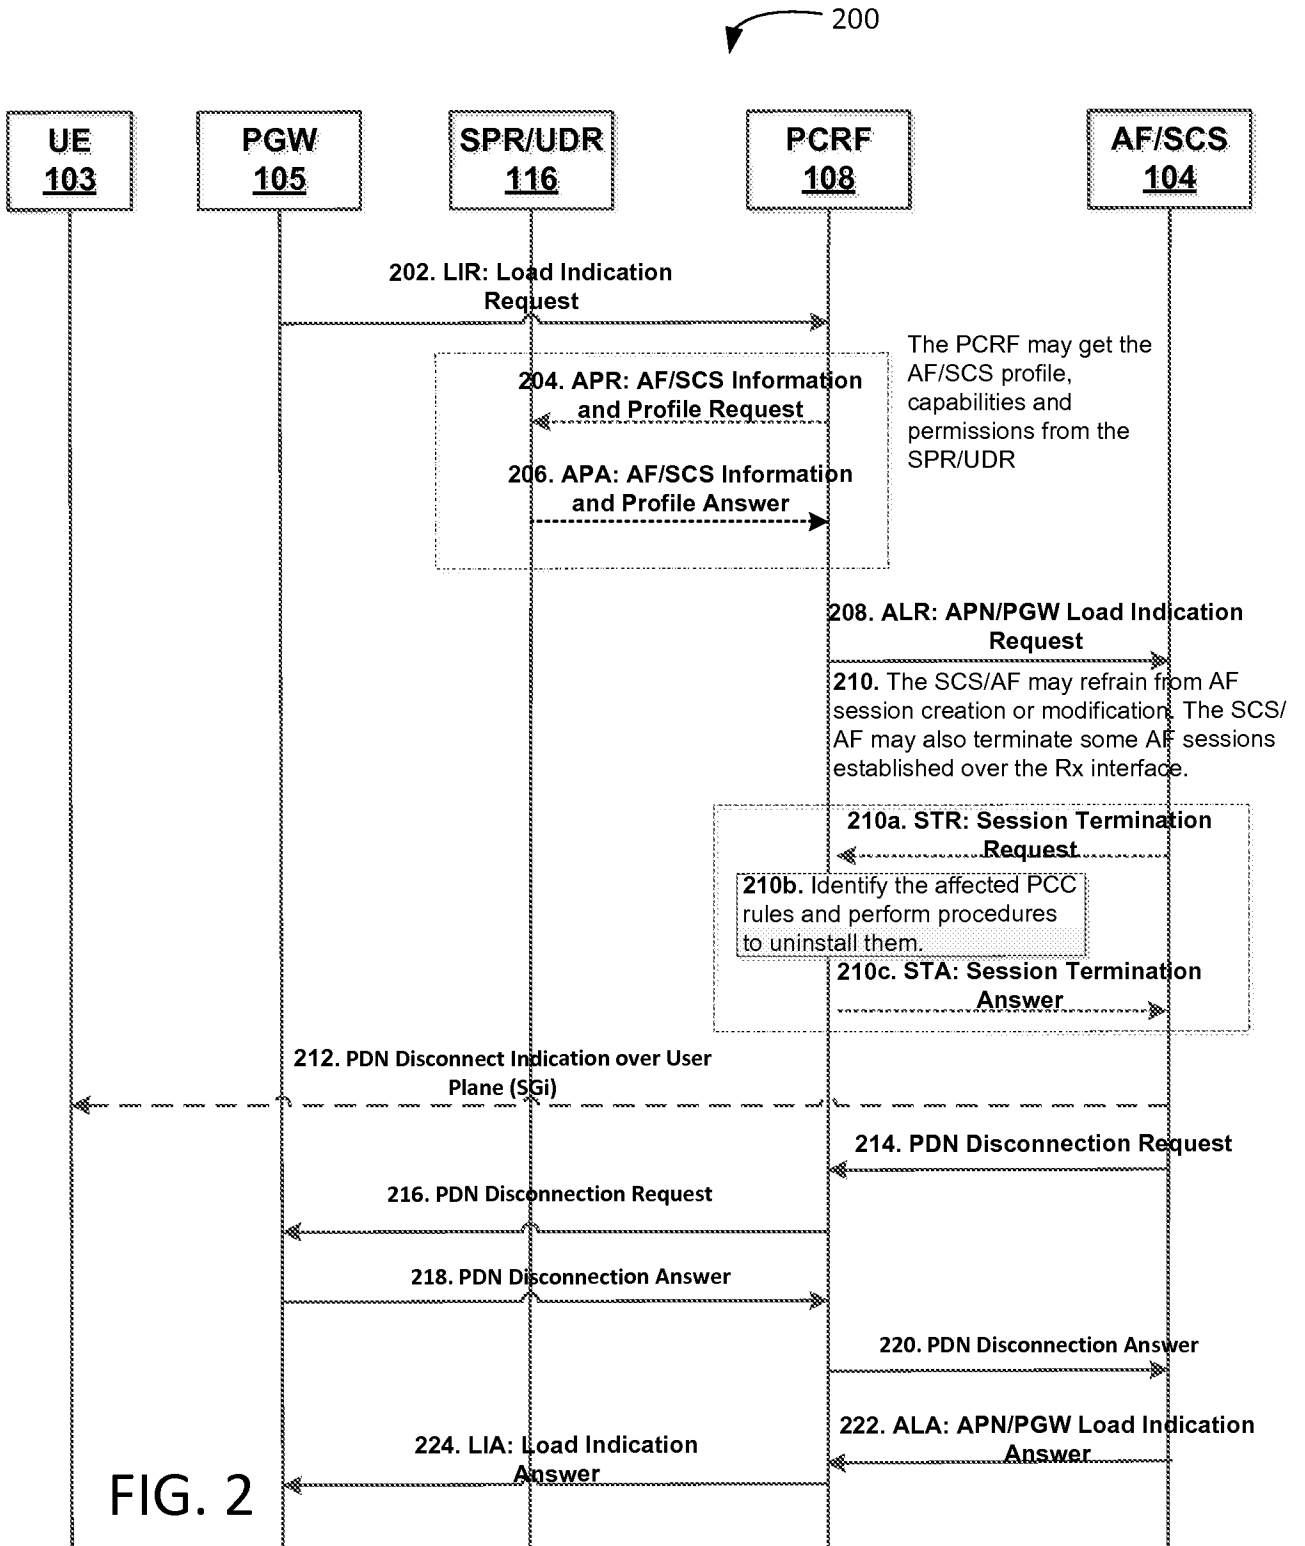 200
UE
103
PGW
105
SPR/UDR
116
PCRF
108
AF/SCS
104
202. LIR: Load Indication
Request
The PCRF may get the
AF/SCS profile,
capabilities and
permissions from the
SPR/UDR
204. APR: AF/SCS Information
and Profile Request
206. APA: AF/SCS Information
and Profile Answer
208. ALR: APN/PGW Load Indication
Request
210. The SCS/AF may refrain from AF
session creation or modification. The SCS/
AF may also terminate some AF sessions
established over the Rx interface.
210a. STR: Session Termination
Request
210b. Identify the affected PCC
rules and perform procedures
to uninstall them.
210c. STA: Session Termination
Answer
212. PDN Disconnect Indication over User
Plane (SGi)
214. PDN Disconnection Request
216. PDN Disconnection Request
218. PDN Disconnection Answer
220. PDN Disconnection Answer
222. ALA: APN/PGW Load Indication
Answer
224. LIA: Load Indication
Answer
FIG. 2